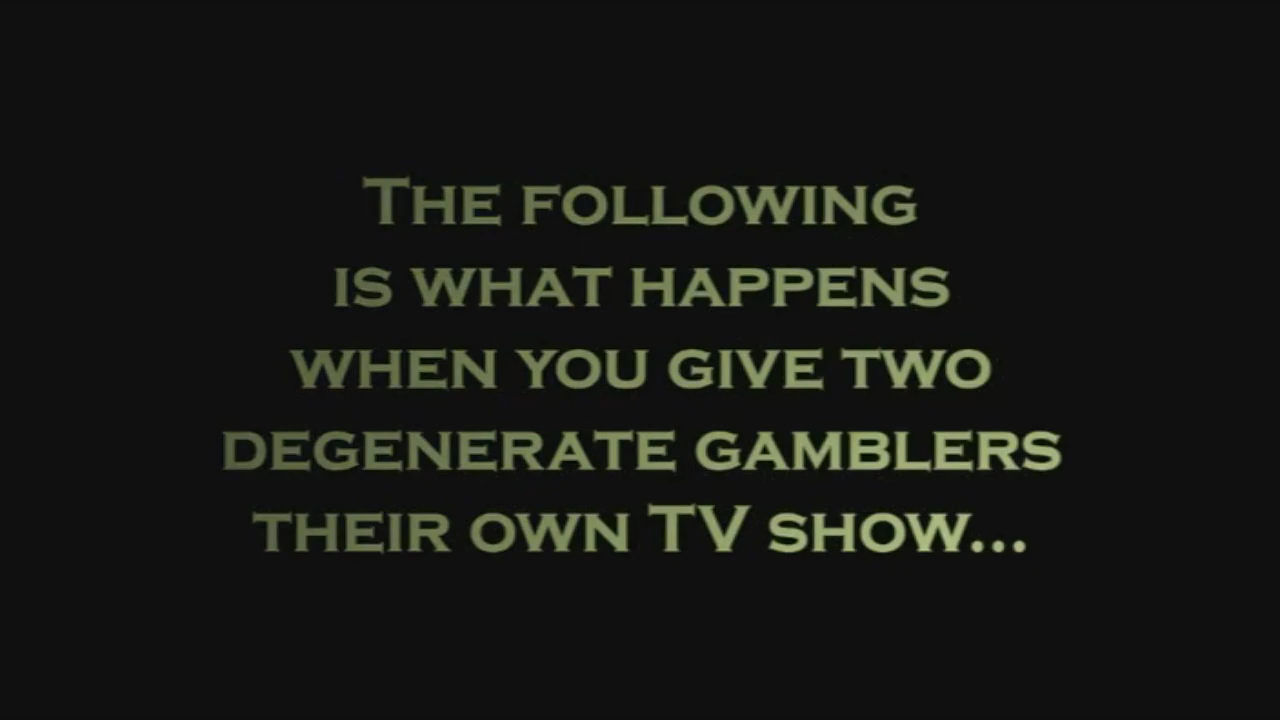 The following
is what happens
when you give two
degenerate gamblers
their own TV show...